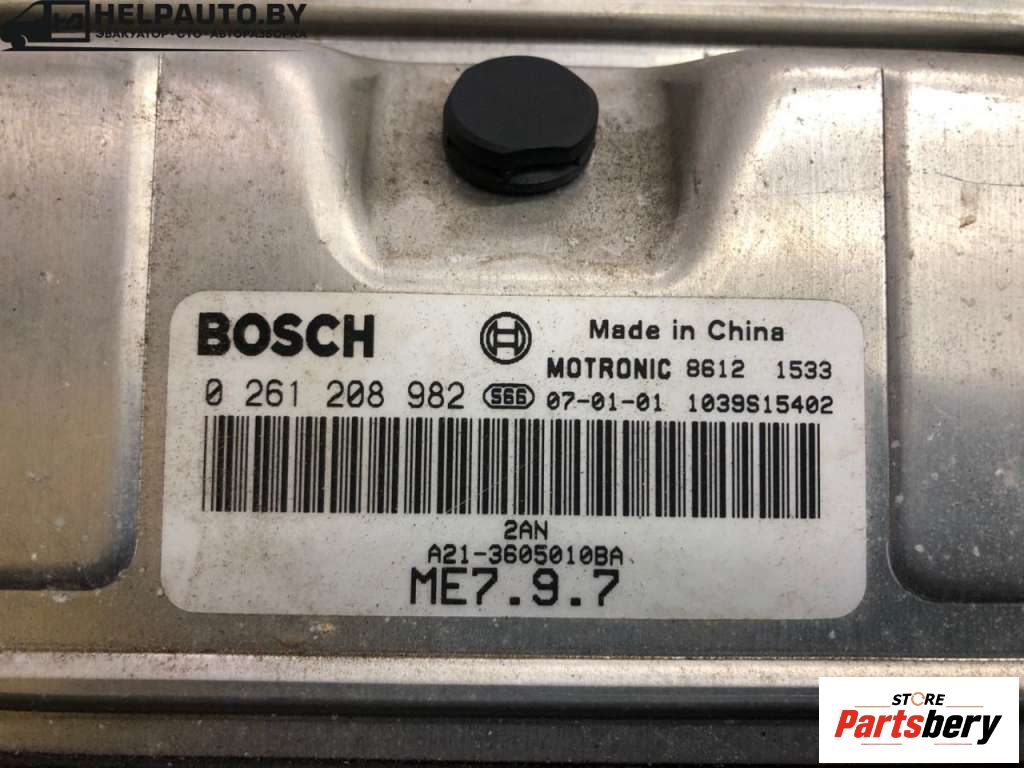 HELPAUTO.BY
ЭВАКУАТОР•СТО•АВТОРАЗБОРКА
BOSCH
Made in China
MOTRONIC 8612 1533
0 261 208 982 S66 07-01-01 1039S15402
2AN
A21-3605010BA
ME7.9.7
STORE
Partsbery